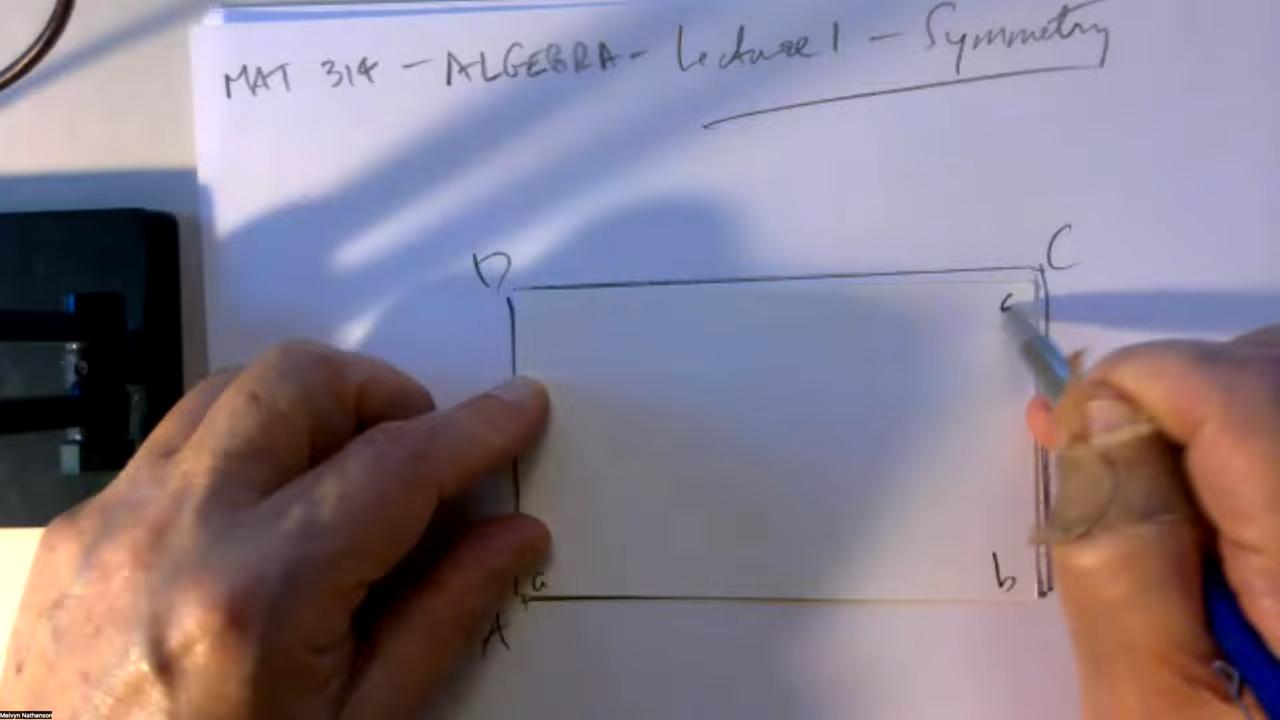 MAT 314 - ALGEBRA - Lecture 1 - Symmetry
D C
c
a b
A
Melvyn Nathanson